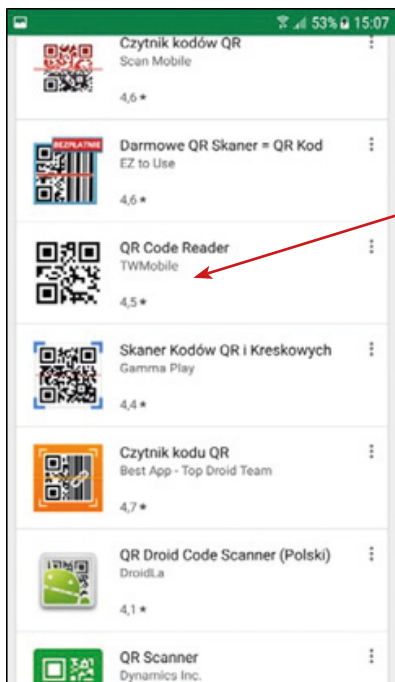 53% 15:07
Czytnik kodów QR
Scan Mobile
4,6 ★
BEZPŁATNIE
Darmowe QR Skaner = QR Kod
EZ to Use
4,6 ★
QR Code Reader
TWMobile
4,5 ★
Skaner Kodów QR i Kreskowych
Gamma Play
4,4 ★
Czytnik kodu QR
Best App - Top Droid Team
4,7 ★
QR Droid Code Scanner (Polski)
DroidLa
4,1 ★
QR Scanner
Dynamics Inc.